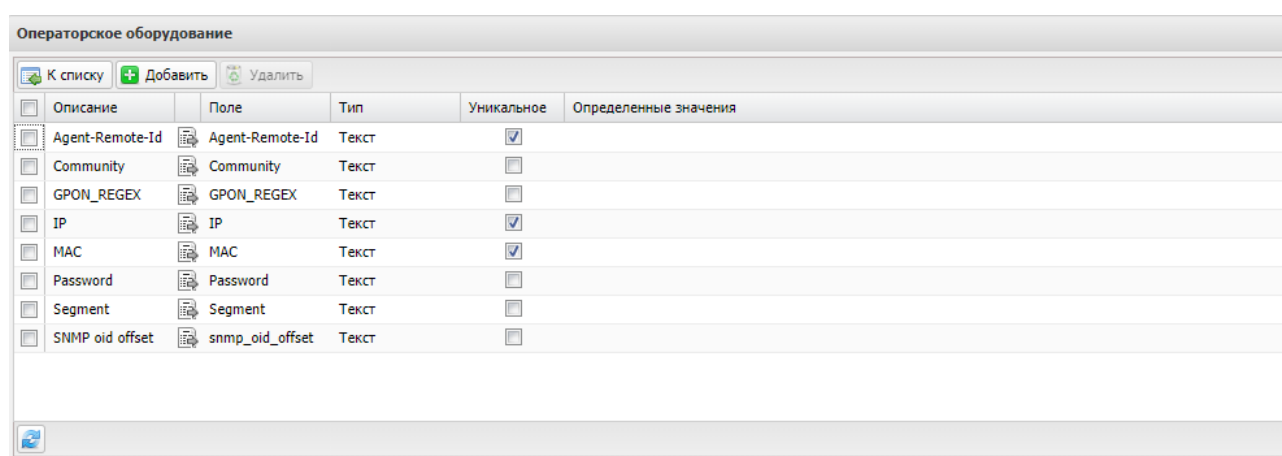 Операторское оборудование
К списку Добавить Удалить
Описание Поле Тип Уникальное Определенные значения
Agent-Remote-Id Agent-Remote-Id Текст
Community Community Текст
GPON_REGEX GPON_REGEX Текст
IP IP Текст
MAC MAC Текст
Password Password Текст
Segment Segment Текст
SNMP oid offset snmp_oid_offset Текст